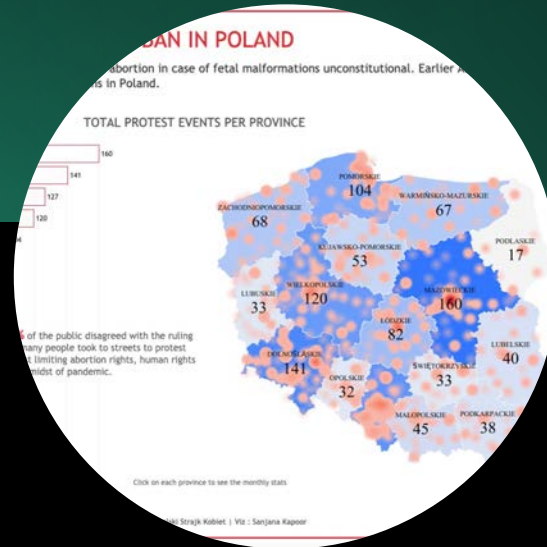 BAN IN POLAND
abortion in case of fetal malformations unconstitutional. Earlier
in Poland.
TOTAL PROTEST EVENTS PER PROVINCE
160
141
127
120
POMORSKIE
104
WARMIŃSKO-MAZURSKIE
67
ZACHODNIOPOMORSKIE
68
PODLASKIE
17
KUJAWSKO-POMORSKIE
53
WIELKOPOLSKIE
120
MAZOWIECKIE
160
LUBUSKIE
33
ŁÓDZKIE
82
% of the public disagreed with the ruling
many people took to streets to protest
limiting abortion rights, human rights
midst of pandemic.
LUBELSKIE
40
DOLNOŚLĄSKIE
141
ŚWIĘTOKRZYSKIE
33
OPOLSKIE
32
MAŁOPOLSKIE
45
PODKARPACKIE
38
Click on each province to see the monthly stats
Strajk Kobiet | Viz : Sanjana Kapoor